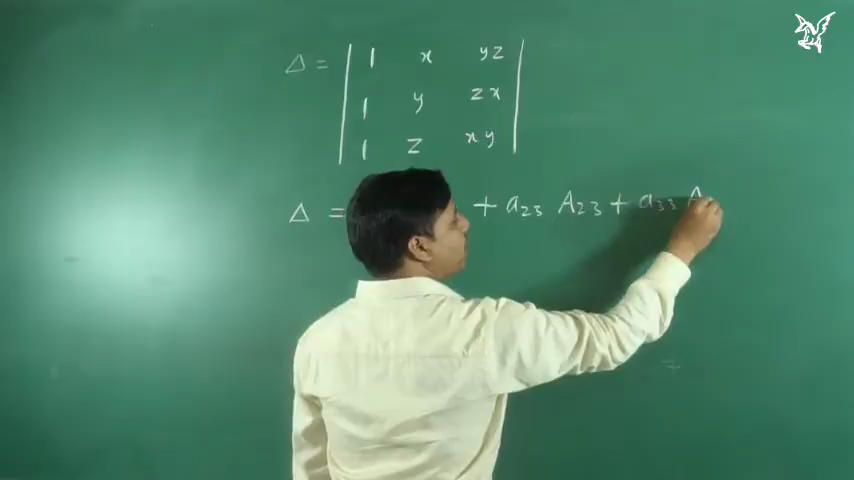 Δ = | 1 x yz |
| 1 y zx |
| 1 z xy |
Δ = + a₂₃ A₂₃ + a₃₃ A